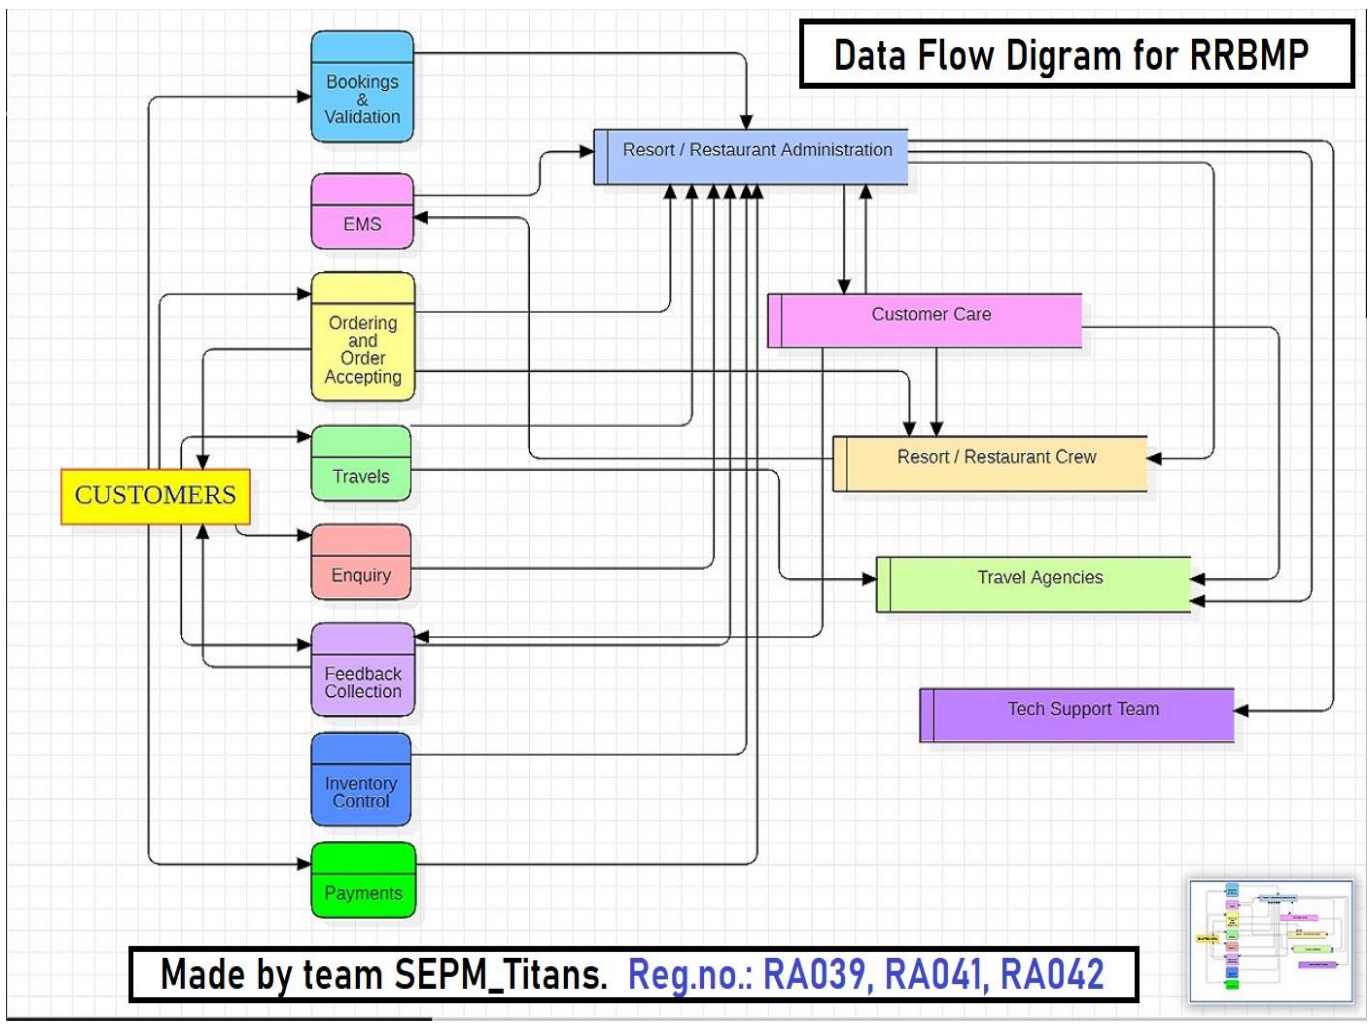 Data Flow Digram for RRBMP
Bookings
&
Validation
Resort / Restaurant Administration
EMS
Customer Care
Ordering
and
Order
Accepting
Resort / Restaurant Crew
Travels
CUSTOMERS
Enquiry
Travel Agencies
Feedback
Collection
Tech Support Team
Inventory
Control
Payments
Made by team SEPM_Titans. Reg.no.: RA039, RA041, RA042